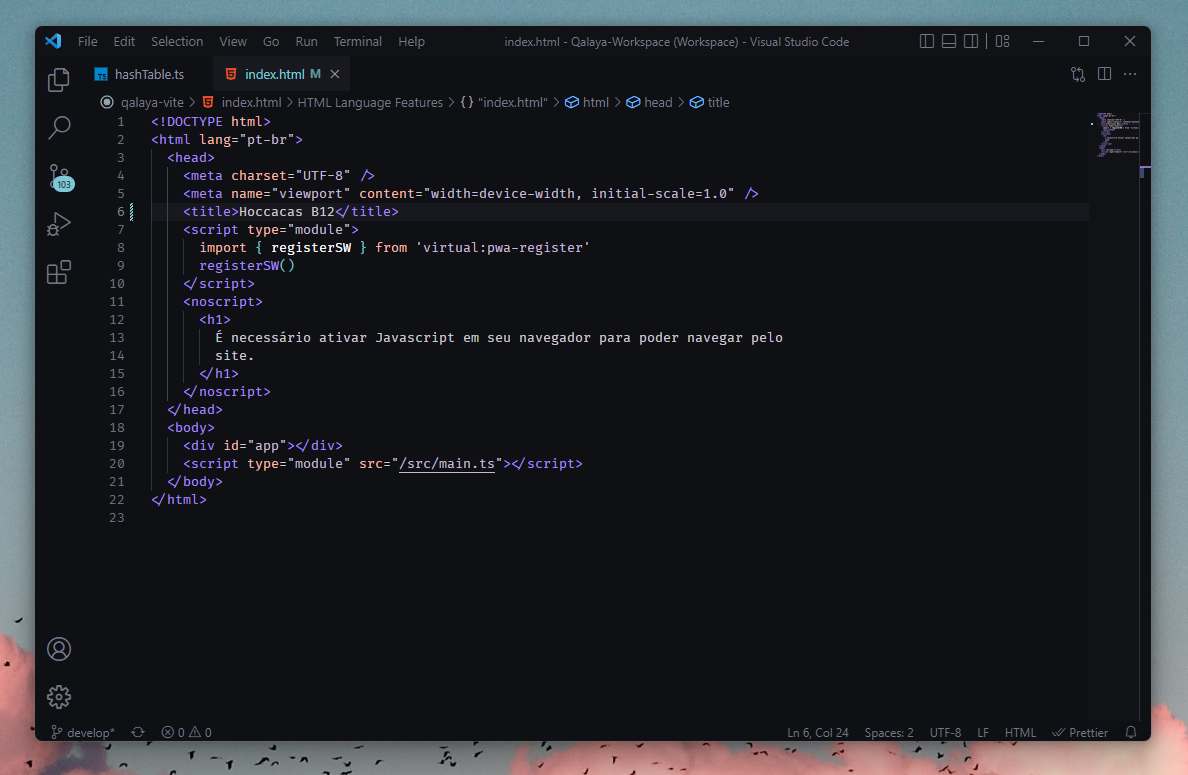 File Edit Selection View Go Run Terminal Help index.html - Qalaya-Workspace (Workspace) - Visual Studio Code
TS hashTable.ts index.html M
qalaya-vite > index.html > HTML Language Features > {} "index.html" > html > head > title
1 <!DOCTYPE html>
2 <html lang="pt-br">
3 <head>
4 <meta charset="UTF-8" />
5 <meta name="viewport" content="width=device-width, initial-scale=1.0" />
6 <title>Hoccacas B12</title>
7 <script type="module">
8 import { registerSW } from 'virtual:pwa-register'
9 registerSW()
10 </script>
11 <noscript>
12 <h1>
13 É necessário ativar Javascript em seu navegador para poder navegar pelo
14 site.
15 </h1>
16 </noscript>
17 </head>
18 <body>
19 <div id="app"></div>
20 <script type="module" src="/src/main.ts"></script>
21 </body>
22 </html>
23
103
develop* 0 0 Ln 6, Col 24 Spaces: 2 UTF-8 LF HTML Prettier